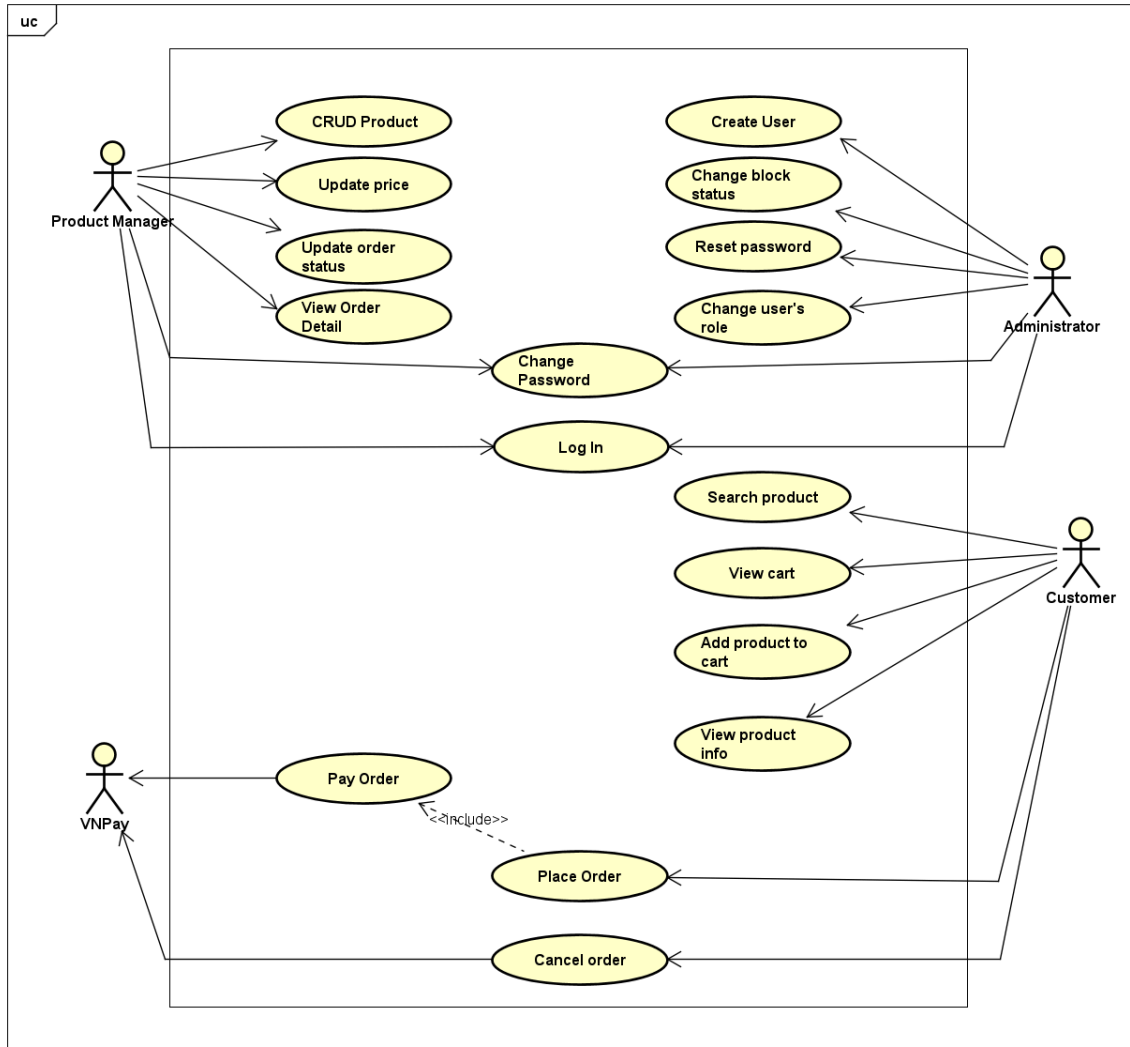 uc
CRUD Product
Create User
Update price
Change block
status
Product Manager
Update order
status
Reset password
View Order
Detail
Change user's
role
Administrator
Change
Password
Log In
Search product
View cart
Customer
Add product to
cart
View product
info
Pay Order
VNPay
<<include>>
Place Order
Cancel order